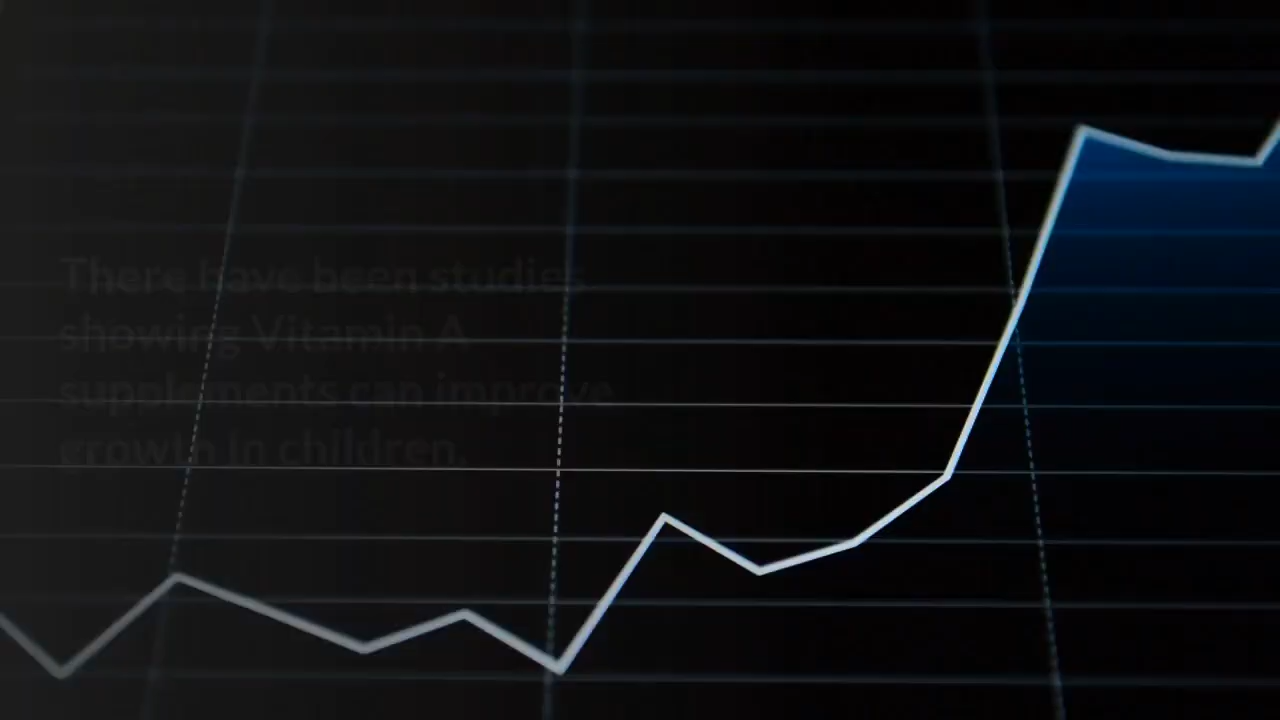 There have been studies
showing Vitamin A
supplements can improve
growth in children.